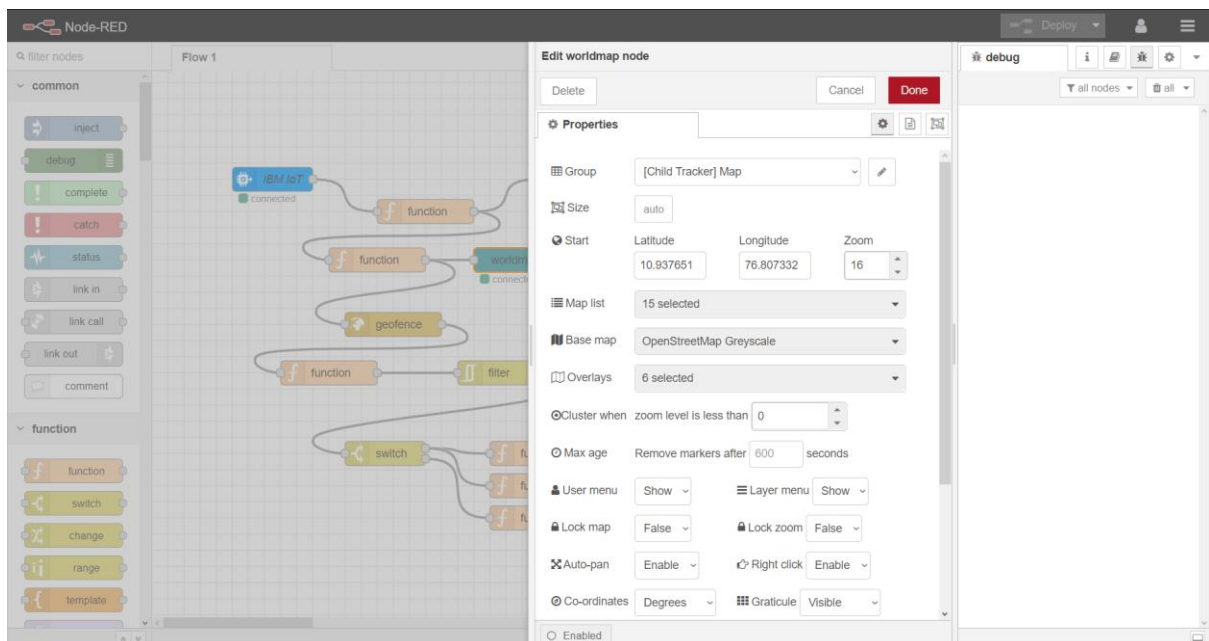 Node-RED
Deploy
filter nodes
Flow 1
common
inject
debug
complete
catch
status
link in
link call
link out
comment
function
function
switch
change
range
template
IBM IoT
connected
function
function
worldm
connect
geofence
function
filter
switch
fu
fu
fu
Edit worldmap node
Delete
Cancel
Done
Properties
Group
[Child Tracker] Map
Size
auto
Start
Latitude
Longitude
Zoom
10.937651
76.807332
16
Map list
15 selected
Base map
OpenStreetMap Greyscale
Overlays
6 selected
Cluster when zoom level is less than 0
Max age
Remove markers after 600 seconds
User menu
Show
Layer menu
Show
Lock map
False
Lock zoom
False
Auto-pan
Enable
Right click
Enable
Co-ordinates
Degrees
Graticule
Visible
Enabled
debug
i
all nodes
all